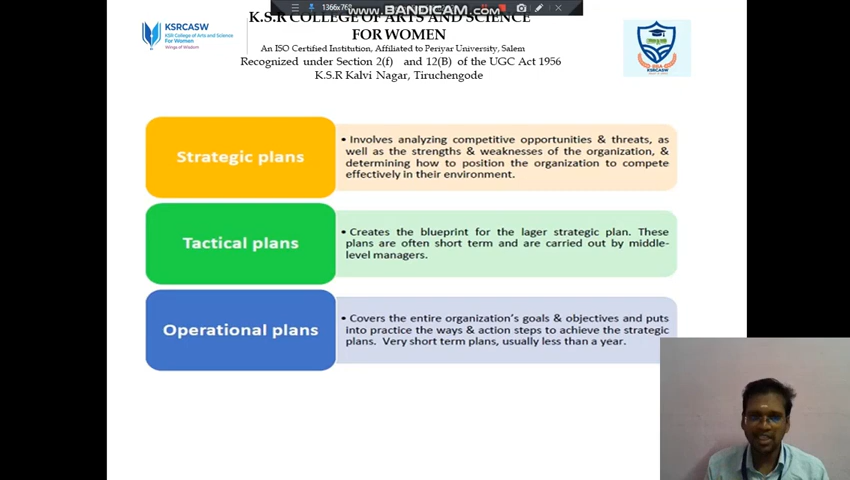 1366x768
www.BANDICAM.com
K.S.R COLLEGE OF ARTS AND SCIENCE
FOR WOMEN
An ISO Certified Institution, Affiliated to Periyar University, Salem
Recognized under Section 2(f) and 12(B) of the UGC Act 1956
K.S.R Kalvi Nagar, Tiruchengode
KSRCASW
KSR College of Arts and Science
For Women
Wings of Wisdom
KSRCASW
Strategic plans
• Involves analyzing competitive opportunities & threats, as
well as the strengths & weaknesses of the organization, &
determining how to position the organization to compete
effectively in their environment.
Tactical plans
• Creates the blueprint for the lager strategic plan. These
plans are often short term and are carried out by middle-
level managers.
Operational plans
• Covers the entire organization's goals & objectives and puts
into practice the ways & action steps to achieve the strategic
plans. Very short term plans, usually less than a year.